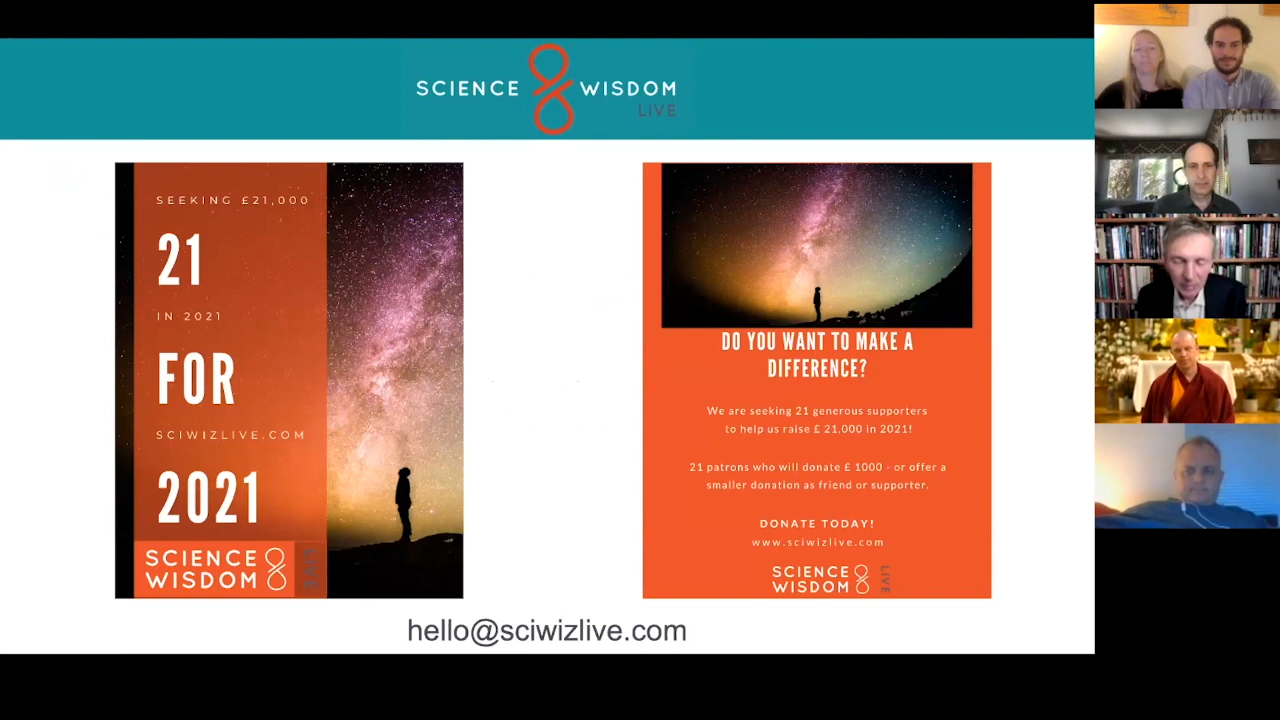 SCIENCE & WISDOM
LIVE
SEEKING £21,000
21
IN 2021
FOR
SCIWIZLIVE.COM
2021
SCIENCE &
WISDOM
LIVE
DO YOU WANT TO MAKE A
DIFFERENCE?
We are seeking 21 generous supporters
to help us raise £ 21,000 in 2021!
21 patrons who will donate £ 1000 - or offer a
smaller donation as friend or supporter.
DONATE TODAY!
www.sciwizlive.com
SCIENCE &
WISDOM
LIVE
hello@sciwizlive.com